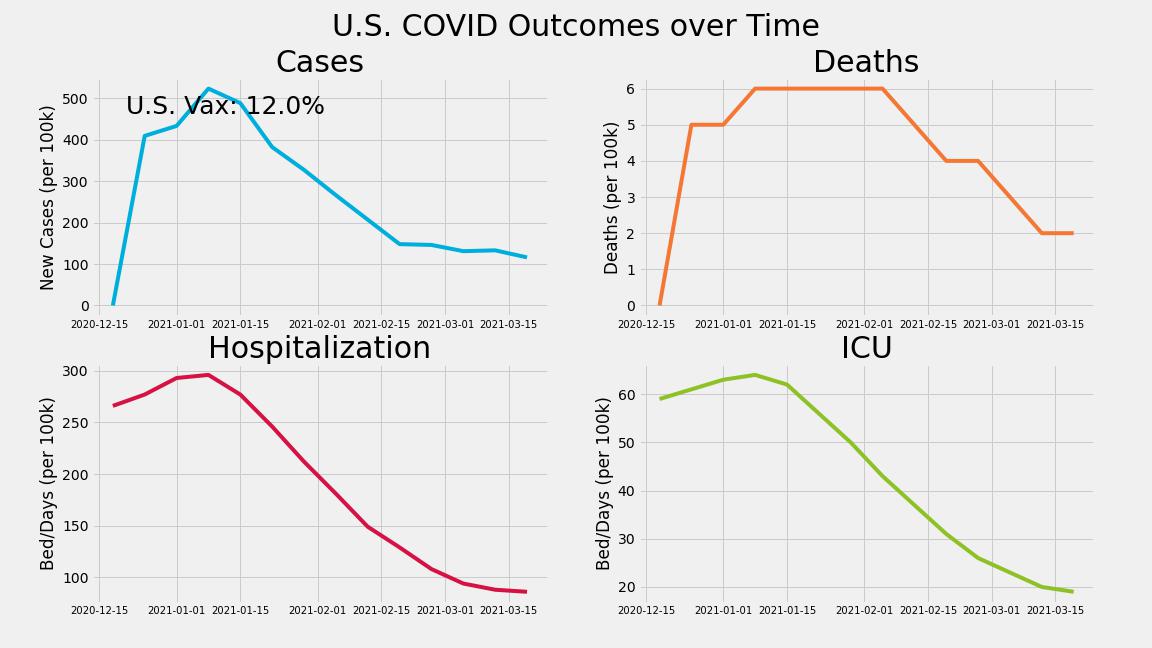 U.S. COVID Outcomes over Time
Cases
New Cases (per 100k)
500
400
300
200
100
0
U.S. Vax: 12.0%
2020-12-15 2021-01-01 2021-01-15 2021-02-01 2021-02-15 2021-03-01 2021-03-15
Deaths
Deaths (per 100k)
6
5
4
3
2
1
0
2020-12-15 2021-01-01 2021-01-15 2021-02-01 2021-02-15 2021-03-01 2021-03-15
Hospitalization
Bed/Days (per 100k)
300
250
200
150
100
2020-12-15 2021-01-01 2021-01-15 2021-02-01 2021-02-15 2021-03-01 2021-03-15
ICU
Bed/Days (per 100k)
60
50
40
30
20
2020-12-15 2021-01-01 2021-01-15 2021-02-01 2021-02-15 2021-03-01 2021-03-15